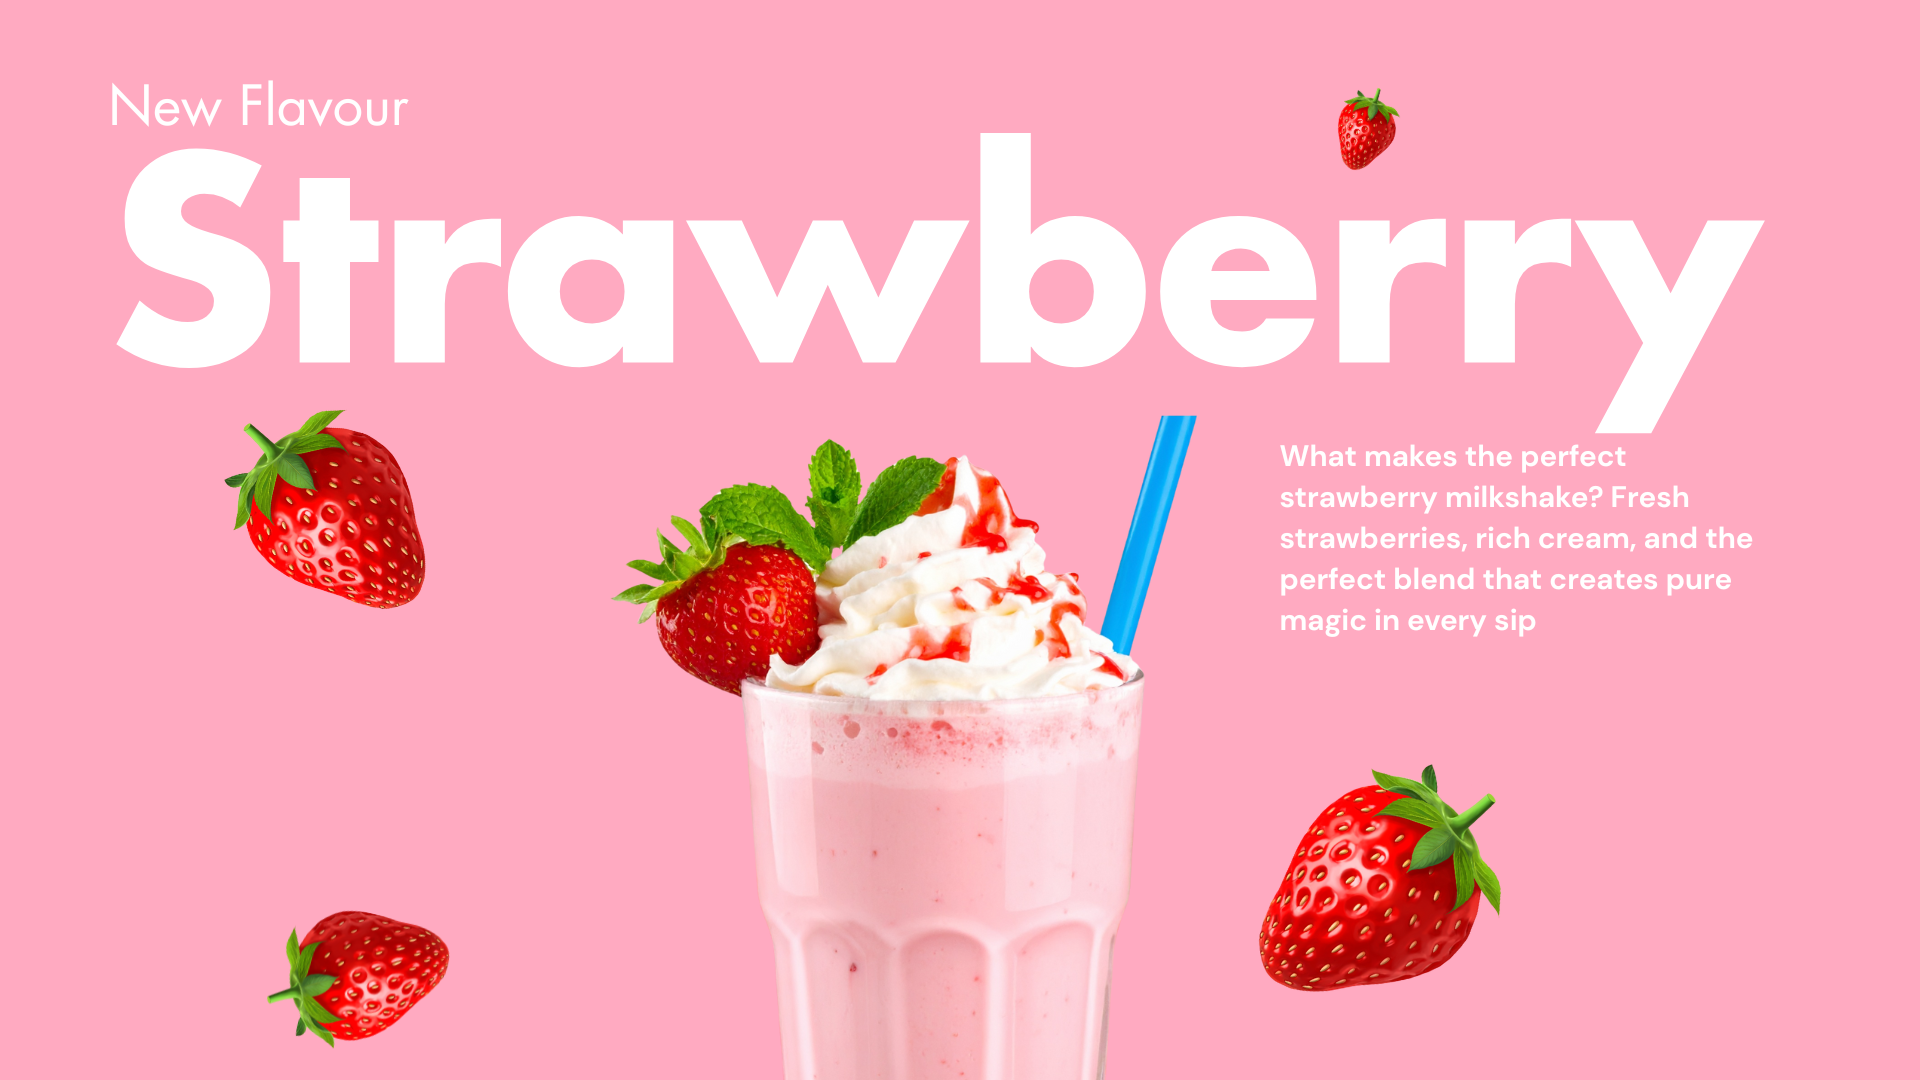 New Flavour
Strawberry
What makes the perfect
strawberry milkshake? Fresh
strawberries, rich cream, and the
perfect blend that creates pure
magic in every sip